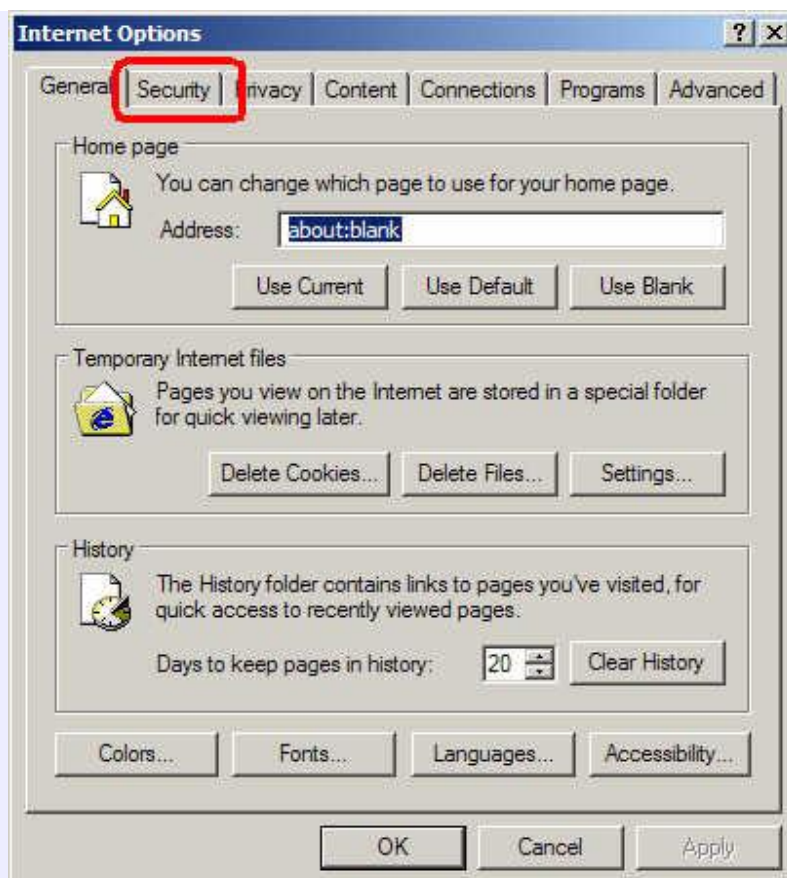 Internet Options
General Security Privacy Content Connections Programs Advanced
Home page
You can change which page to use for your home page.
Address: about:blank
Use Current Use Default Use Blank
Temporary Internet files
Pages you view on the Internet are stored in a special folder
for quick viewing later.
Delete Cookies... Delete Files... Settings...
History
The History folder contains links to pages you've visited, for
quick access to recently viewed pages.
Days to keep pages in history: 20 Clear History
Colors... Fonts... Languages... Accessibility...
OK Cancel Apply